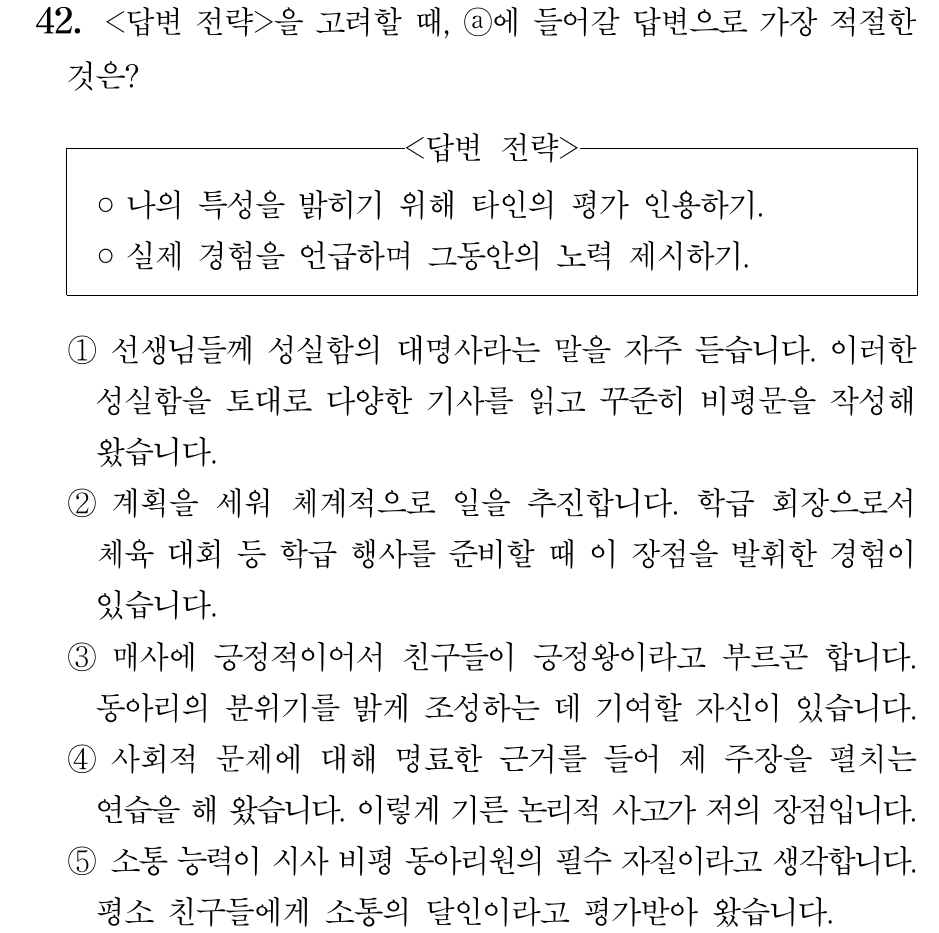 42. <답변 전략>을 고려할 때, ⓐ에 들어갈 답변으로 가장 적절한
것은?
<답변 전략>
○ 나의 특성을 밝히기 위해 타인의 평가 인용하기.
○ 실제 경험을 언급하며 그동안의 노력 제시하기.
① 선생님들께 성실함의 대명사라는 말을 자주 듣습니다. 이러한
성실함을 토대로 다양한 기사를 읽고 꾸준히 비평문을 작성해
왔습니다.
② 계획을 세워 체계적으로 일을 추진합니다. 학급 회장으로서
체육 대회 등 학급 행사를 준비할 때 이 장점을 발휘한 경험이
있습니다.
③ 매사에 긍정적이어서 친구들이 긍정왕이라고 부르곤 합니다.
동아리의 분위기를 밝게 조성하는 데 기여할 자신이 있습니다.
④ 사회적 문제에 대해 명료한 근거를 들어 제 주장을 펼치는
연습을 해 왔습니다. 이렇게 기른 논리적 사고가 저의 장점입니다.
⑤ 소통 능력이 시사 비평 동아리원의 필수 자질이라고 생각합니다.
평소 친구들에게 소통의 달인이라고 평가받아 왔습니다.